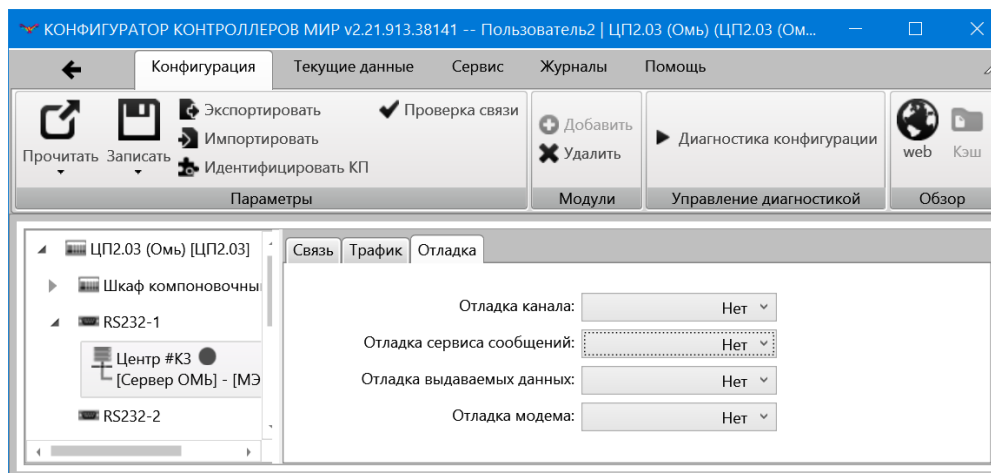 КОНФИГУРАТОР КОНТРОЛЛЕРОВ МИР v2.21.913.38141 -- Пользователь2 | ЦП2.03 (Омь) (ЦП2.03 (Ом...
Конфигурация Текущие данные Сервис Журналы Помощь
Прочитать Записать
Экспортировать Проверка связи
Импортировать
Идентифицировать КП
Добавить
Удалить
Диагностика конфигурации
web Кэш
Параметры Модули Управление диагностикой Обзор
ЦП2.03 (Омь) [ЦП2.03]
Шкаф компоновочны
RS232-1
Центр #К3
[Сервер ОМЬ] - [МЭ
RS232-2
Связь Трафик Отладка
Отладка канала: Нет
Отладка сервиса сообщений: Нет
Отладка выдаваемых данных: Нет
Отладка модема: Нет